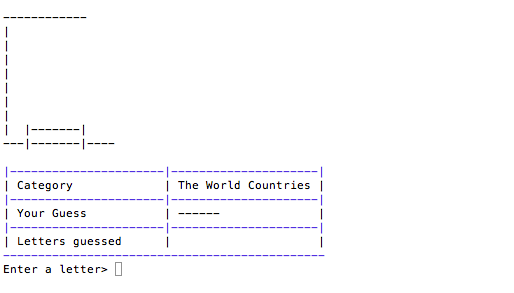 Category The World Countries
Your Guess ------
Letters guessed
Enter a letter>